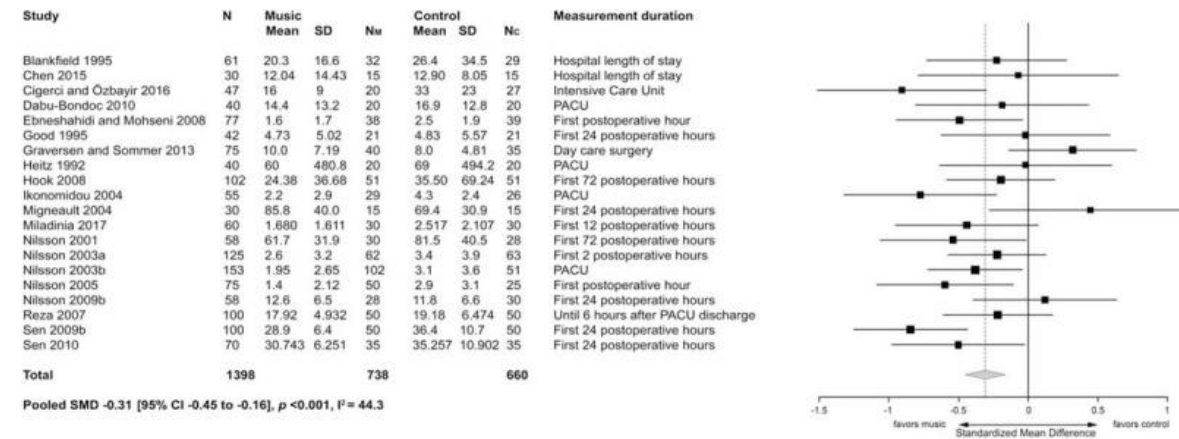 Study N Music Control Measurement duration
Mean SD Nм Mean SD Nc
Blankfield 1995 61 20.3 16.6 32 26.4 34.5 29 Hospital length of stay
Chen 2015 30 12.04 14.43 15 12.90 8.05 15 Hospital length of stay
Cigerci and Özbayir 2016 47 16 9 20 33 23 27 Intensive Care Unit
Dabu-Bondoc 2010 40 14.4 13.2 20 16.9 12.8 20 PACU
Ebneshahidi and Mohseni 2008 77 1.6 1.7 38 2.5 1.9 39 First postoperative hour
Good 1995 42 4.73 5.02 21 4.83 5.57 21 First 24 postoperative hours
Graversen and Sommer 2013 75 10.0 7.19 40 8.0 4.81 35 Day care surgery
Heitz 1992 40 60 480.8 20 69 494.2 20 PACU
Hook 2008 102 24.38 36.68 51 35.50 69.24 51 First 72 postoperative hours
Ikonomidou 2004 55 2.2 2.9 29 4.3 2.4 26 PACU
Migneault 2004 30 85.8 40.0 15 69.4 30.9 15 First 24 postoperative hours
Miladinia 2017 60 1.680 1.611 30 2.517 2.107 30 First 12 postoperative hours
Nilsson 2001 58 61.7 31.9 30 81.5 40.5 28 First 72 postoperative hours
Nilsson 2003a 125 2.6 3.2 62 3.4 3.9 63 First 2 postoperative hours
Nilsson 2003b 153 1.95 2.65 102 3.1 3.6 51 PACU
Nilsson 2005 75 1.4 2.12 50 2.9 3.1 25 First postoperative hour
Nilsson 2009b 58 12.6 6.5 28 11.8 6.6 30 First 24 postoperative hours
Reza 2007 100 17.92 4.932 50 19.18 6.474 50 Until 6 hours after PACU discharge
Sen 2009b 100 28.9 6.4 50 36.4 10.7 50 First 24 postoperative hours
Sen 2010 70 30.743 6.251 35 35.257 10.902 35 First 24 postoperative hours
Total 1398 738 660
Pooled SMD -0.31 [95% CI -0.45 to -0.16], p <0.001, I²= 44.3
-1.5 -1 -0.5 0 0.5 1
favors music favors control
Standardized Mean Difference